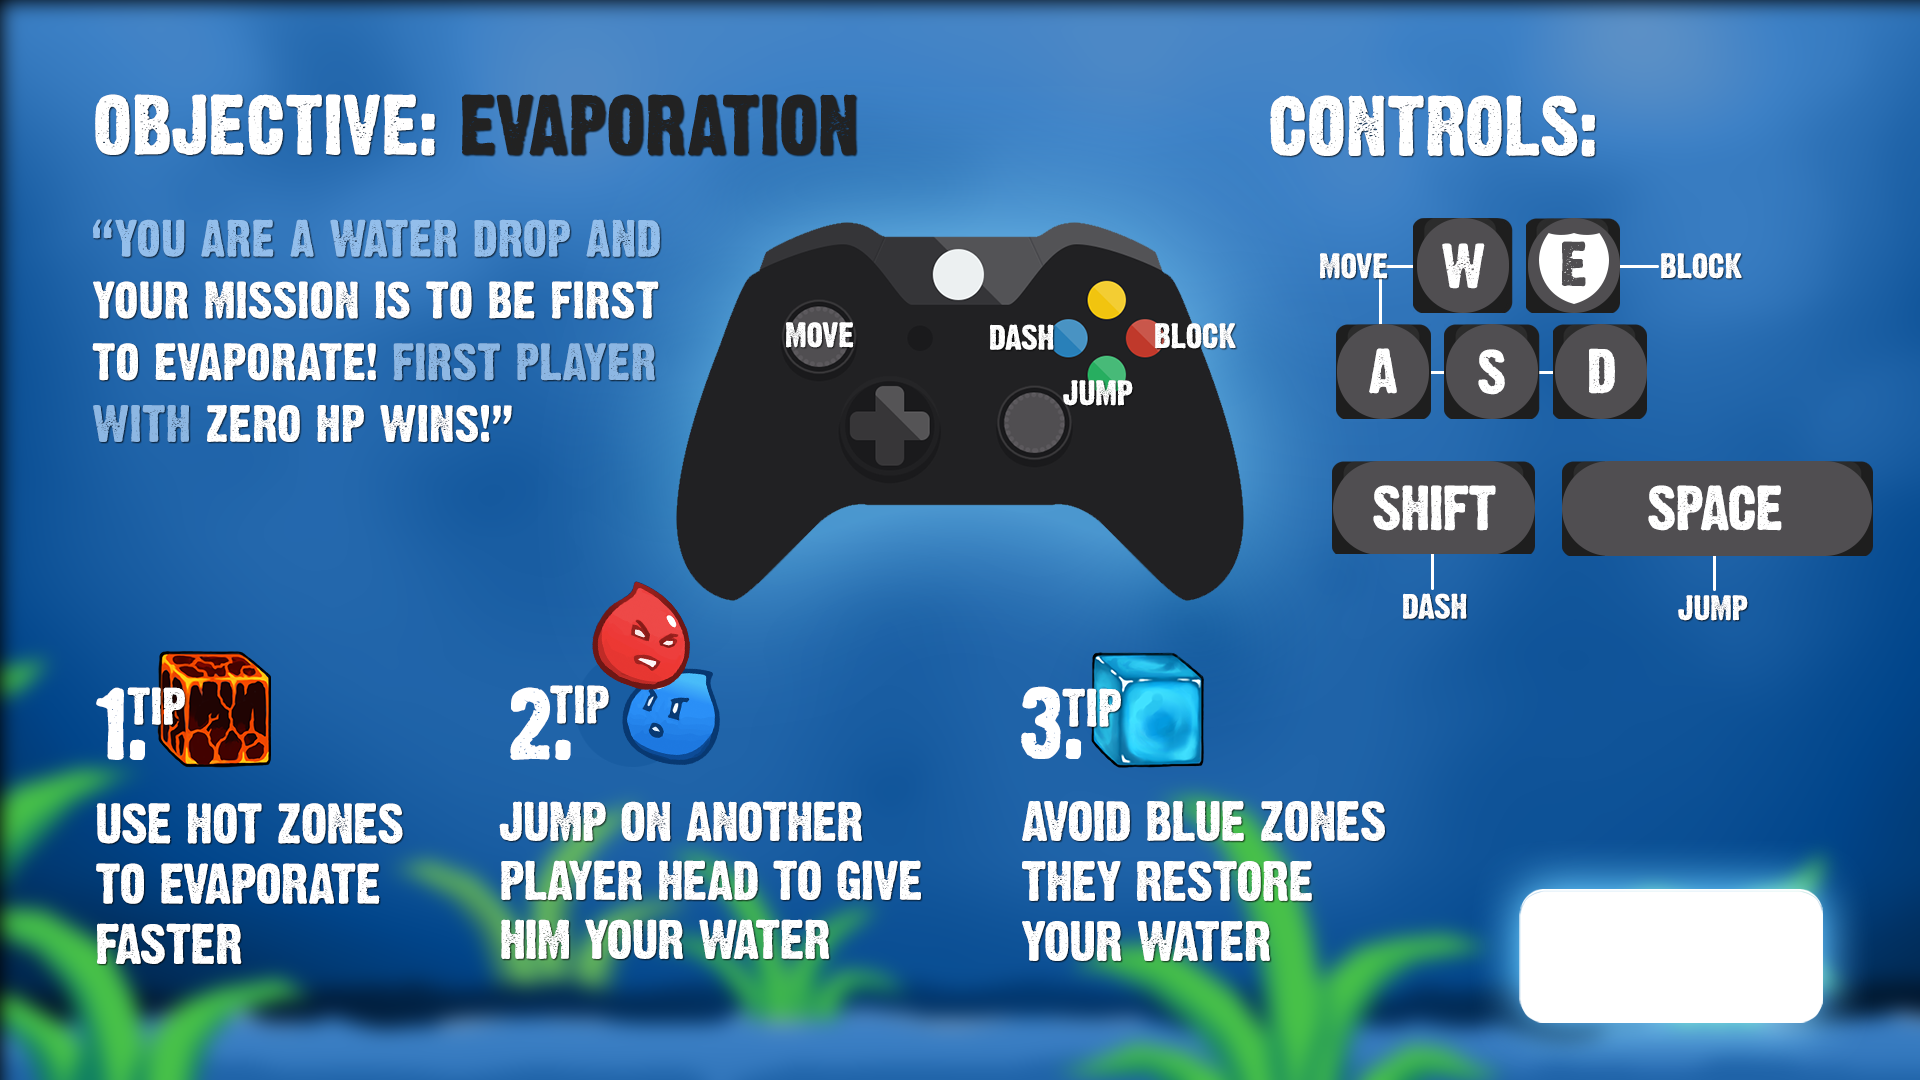 OBJECTIVE: EVAPORATION
"YOU ARE A WATER DROP AND
YOUR MISSION IS TO BE FIRST
TO EVAPORATE! FIRST PLAYER
WITH ZERO HP WINS!"
MOVE
DASH
BLOCK
JUMP
CONTROLS:
MOVE
W
E
BLOCK
A
S
D
SHIFT
SPACE
DASH
JUMP
1. TIP
USE HOT ZONES
TO EVAPORATE
FASTER
2. TIP
JUMP ON ANOTHER
PLAYER HEAD TO GIVE
HIM YOUR WATER
3. TIP
AVOID BLUE ZONES
THEY RESTORE
YOUR WATER